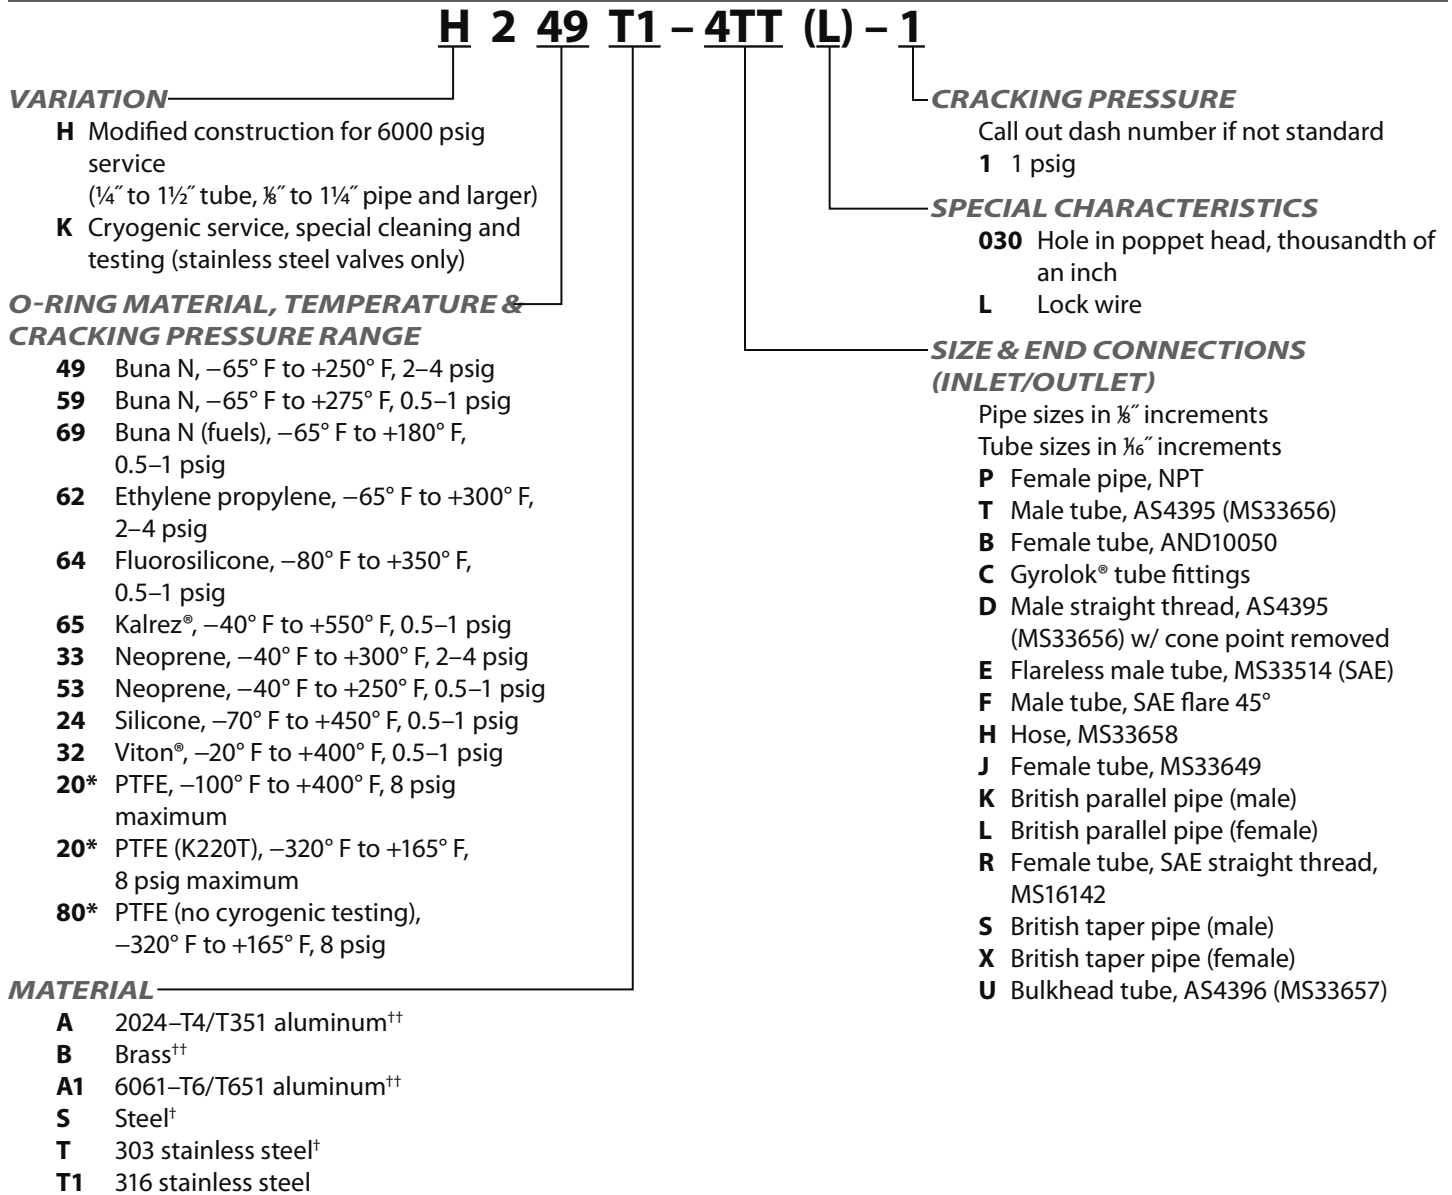 H 2 49 T1 – 4TT (L) – 1
VARIATION
H Modified construction for 6000 psig
service
(¼˝ to 1½˝ tube, ⅛˝ to 1¼˝ pipe and larger)
K Cryogenic service, special cleaning and
testing (stainless steel valves only)
O-RING MATERIAL, TEMPERATURE &
CRACKING PRESSURE RANGE
49 Buna N, −65° F to +250° F, 2–4 psig
59 Buna N, −65° F to +275° F, 0.5–1 psig
69 Buna N (fuels), −65° F to +180° F,
0.5–1 psig
62 Ethylene propylene, −65° F to +300° F,
2–4 psig
64 Fluorosilicone, −80° F to +350° F,
0.5–1 psig
65 Kalrez®, −40° F to +550° F, 0.5–1 psig
33 Neoprene, −40° F to +300° F, 2–4 psig
53 Neoprene, −40° F to +250° F, 0.5–1 psig
24 Silicone, −70° F to +450° F, 0.5–1 psig
32 Viton®, −20° F to +400° F, 0.5–1 psig
20* PTFE, −100° F to +400° F, 8 psig
maximum
20* PTFE (K220T), −320° F to +165° F,
8 psig maximum
80* PTFE (no cyrogenic testing),
−320° F to +165° F, 8 psig
MATERIAL
A 2024–T4/T351 aluminum††
B Brass††
A1 6061–T6/T651 aluminum††
S Steel†
T 303 stainless steel†
T1 316 stainless steel
CRACKING PRESSURE
Call out dash number if not standard
1 1 psig
SPECIAL CHARACTERISTICS
030 Hole in poppet head, thousandth of
an inch
L Lock wire
SIZE & END CONNECTIONS
(INLET/OUTLET)
Pipe sizes in ⅛˝ increments
Tube sizes in 1⁄16˝ increments
P Female pipe, NPT
T Male tube, AS4395 (MS33656)
B Female tube, AND10050
C Gyrolok® tube fittings
D Male straight thread, AS4395
(MS33656) w/ cone point removed
E Flareless male tube, MS33514 (SAE)
F Male tube, SAE flare 45°
H Hose, MS33658
J Female tube, MS33649
K British parallel pipe (male)
L British parallel pipe (female)
R Female tube, SAE straight thread,
MS16142
S British taper pipe (male)
X British taper pipe (female)
U Bulkhead tube, AS4396 (MS33657)